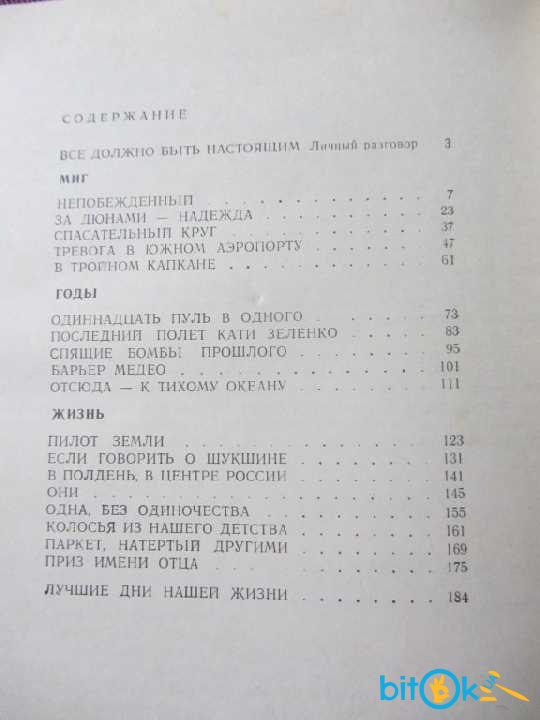 СОДЕРЖАНИЕ
ВСЕ ДОЛЖНО БЫТЬ НАСТОЯЩИМ Личный разговор 3
МИГ
НЕПОБЕЖДЕННЫЙ . . . . . . . . . . . 7
ЗА ДЮНАМИ — НАДЕЖДА . . . . . . . . 23
СПАСАТЕЛЬНЫЙ КРУГ . . . . . . . . . 37
ТРЕВОГА В ЮЖНОМ АЭРОПОРТУ . . . . . 47
В ТРОЙНОМ КАПКАНЕ . . . . . . . . . 61
ГОДЫ
ОДИННАДЦАТЬ ПУЛЬ В ОДНОГО . . . . . 73
ПОСЛЕДНИЙ ПОЛЕТ КАТИ ЗЕЛЕНКО . . . . 83
СПЯЩИЕ БОМБЫ ПРОШЛОГО . . . . . . 95
БАРЬЕР МЕДЕО . . . . . . . . . . . 101
ОТСЮДА — К ТИХОМУ ОКЕАНУ . . . . . . 111
ЖИЗНЬ
ПИЛОТ ЗЕМЛИ . . . . . . . . . . . 123
ЕСЛИ ГОВОРИТЬ О ШУКШИНЕ . . . . . . 131
В ПОЛДЕНЬ, В ЦЕНТРЕ РОССИИ . . . . . 141
ОНИ . . . . . . . . . . . . . . 145
ОДНА, БЕЗ ОДИНОЧЕСТВА . . . . . . . 155
КОЛОСЬЯ ИЗ НАШЕГО ДЕТСТВА . . . . . 161
ПАРКЕТ, НАТЕРТЫЙ ДРУГИМИ . . . . . . 169
ПРИЗ ИМЕНИ ОТЦА . . . . . . . . . 175
ЛУЧШИЕ ДНИ НАШЕЙ ЖИЗНИ . . . . . . 184
bitOk